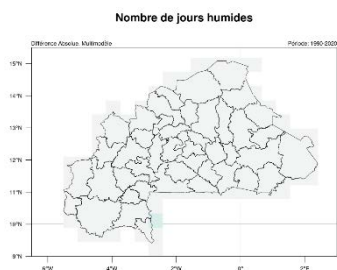 Nombre de jours humides
Différence Absolue, Multimodèle
Période: 1990-2020
15°N
14°N
13°N
12°N
11°N
10°N
9°N
6°W
4°W
2°W
0°
2°E